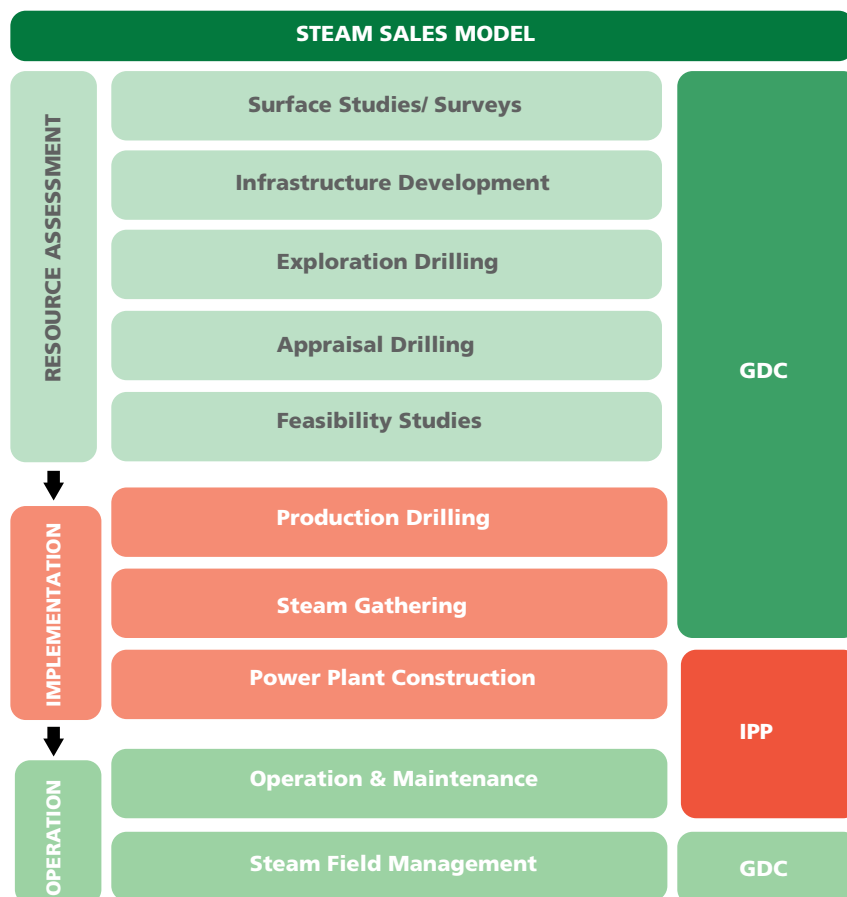 STEAM SALES MODEL
RESOURCE ASSESSMENT
Surface Studies/ Surveys
Infrastructure Development
Exploration Drilling
Appraisal Drilling
Feasibility Studies
GDC
IMPLEMENTATION
Production Drilling
Steam Gathering
Power Plant Construction
IPP
OPERATION
Operation & Maintenance
Steam Field Management
GDC